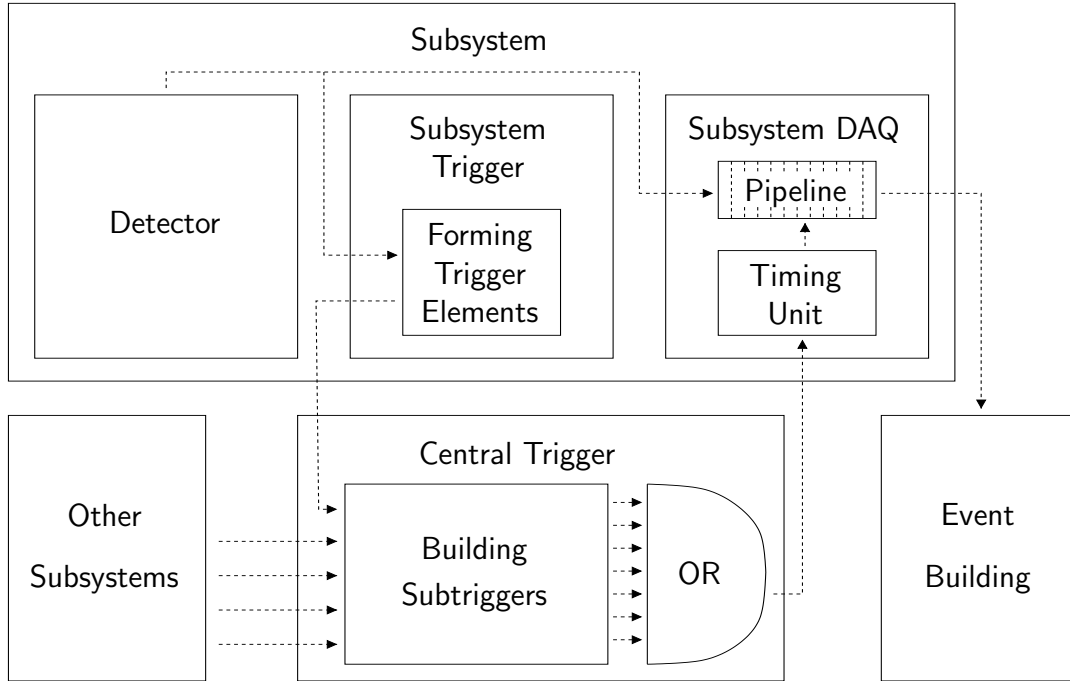 Subsystem
Detector
Subsystem
Trigger
Forming
Trigger
Elements
Subsystem DAQ
Pipeline
Timing
Unit
Other
Subsystems
Central Trigger
Building
Subtriggers
OR
Event
Building